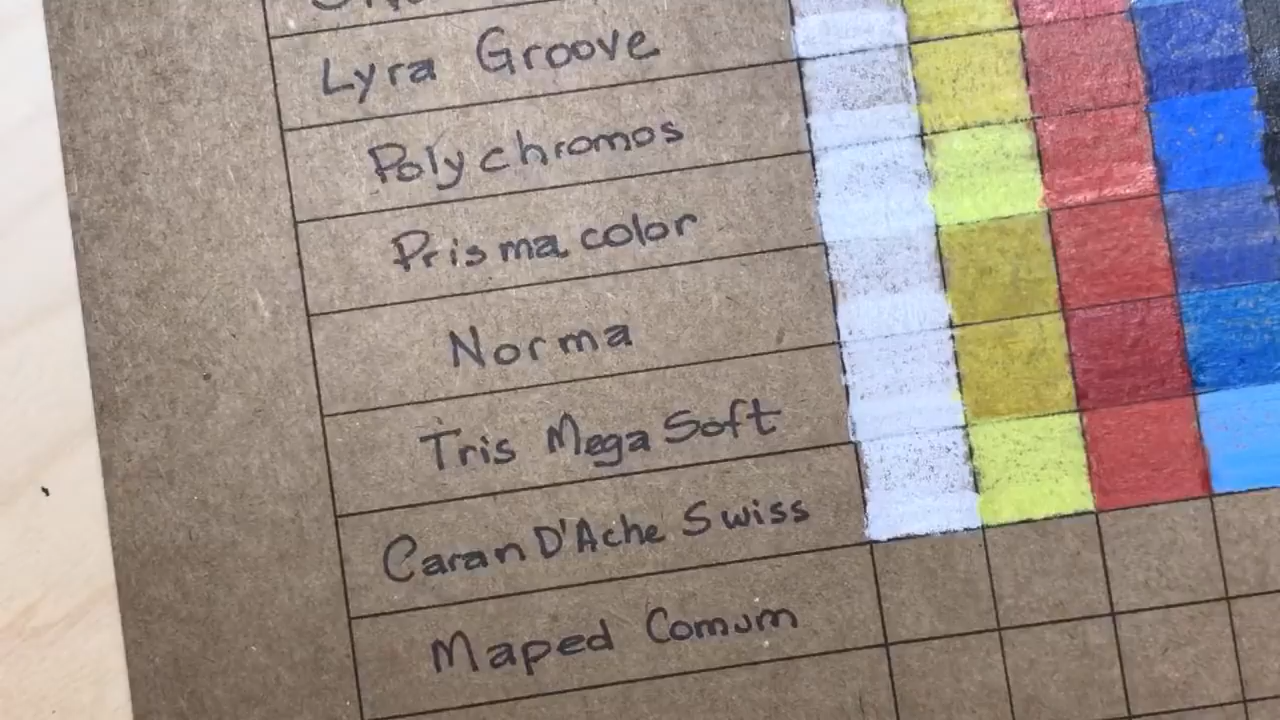 Lyra Groove
Polychromos
Prismacolor
Norma
Tris Mega Soft
Caran D'Ache Swiss
Maped Comum